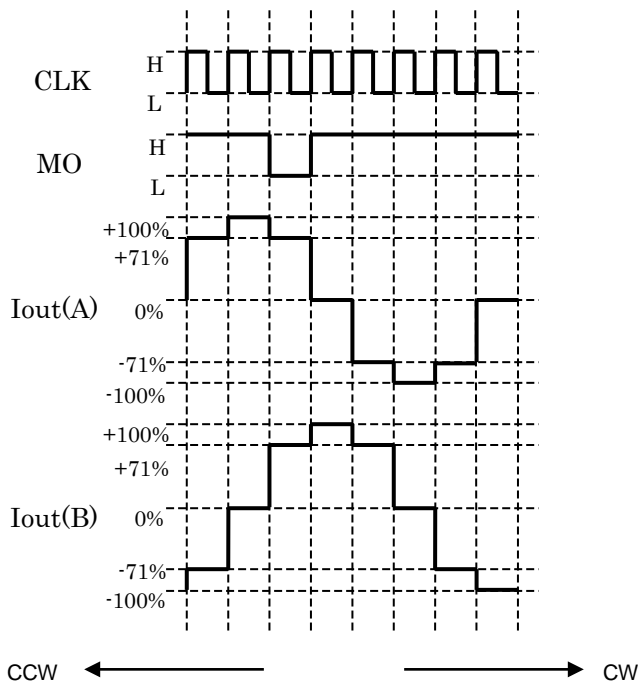 CLK
H
L
MO
H
L
+100%
+71%
Iout(A)
0%
-71%
-100%
+100%
+71%
Iout(B)
0%
-71%
-100%
CCW
CW